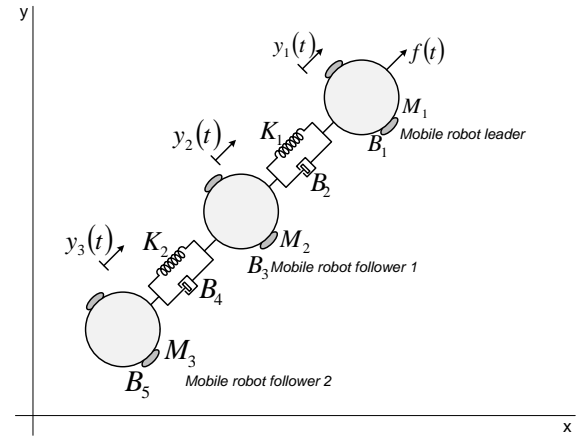 y
y₁(t)
f(t)
M₁
K₁
B₁
Mobile robot leader
y₂(t)
B₂
M₂
y₃(t)
K₂
B₃
Mobile robot follower 1
B₄
M₃
B₅
Mobile robot follower 2
x